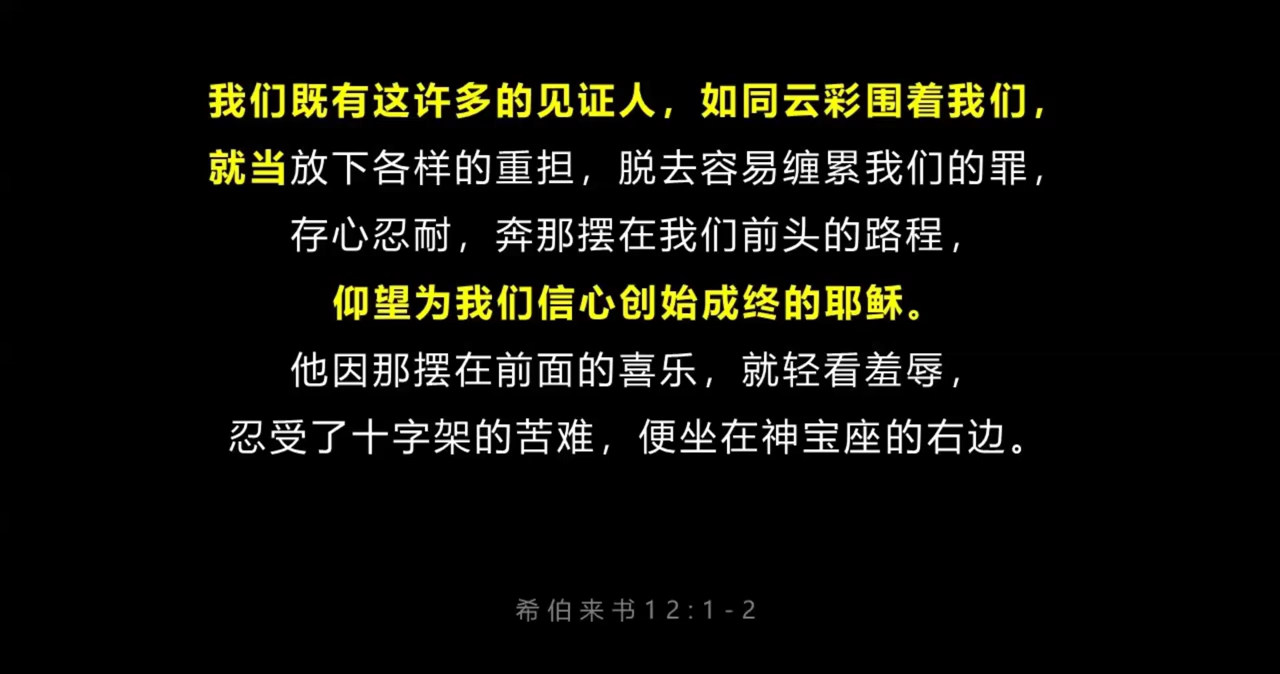 我们既有这许多的见证人，如同云彩围着我们，
就当放下各样的重担，脱去容易缠累我们的罪，
存心忍耐，奔那摆在我们前头的路程，
仰望为我们信心创始成终的耶稣。
他因那摆在前面的喜乐，就轻看羞辱，
忍受了十字架的苦难，便坐在神宝座的右边。
希伯来书12:1-2